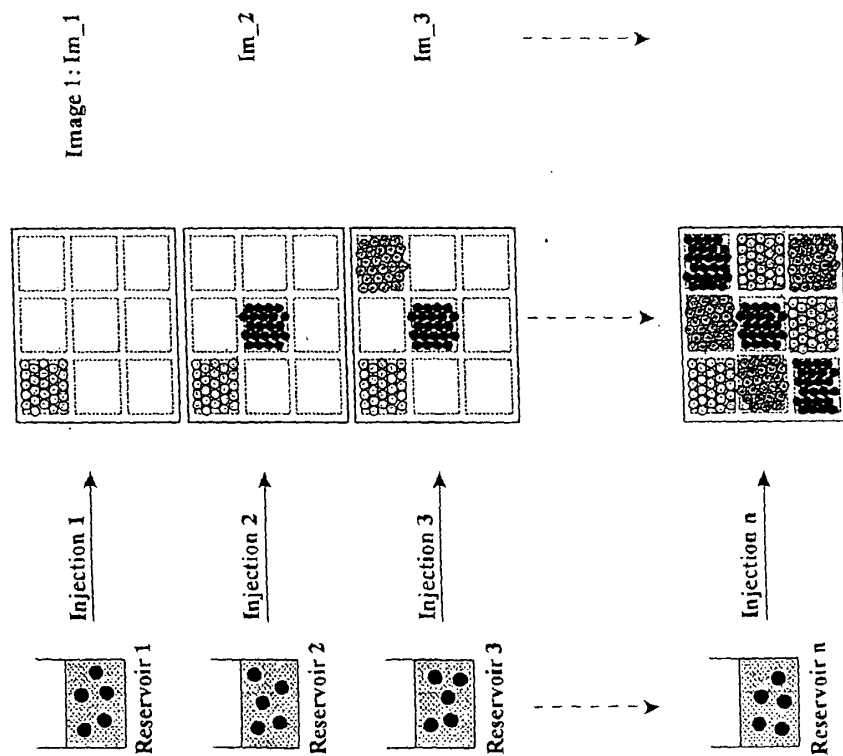 Image 1: Im_1
Im_2
Im_3
Injection 1
Injection 2
Injection 3
Injection n
Reservoir 1
Reservoir 2
Reservoir 3
Reservoir n